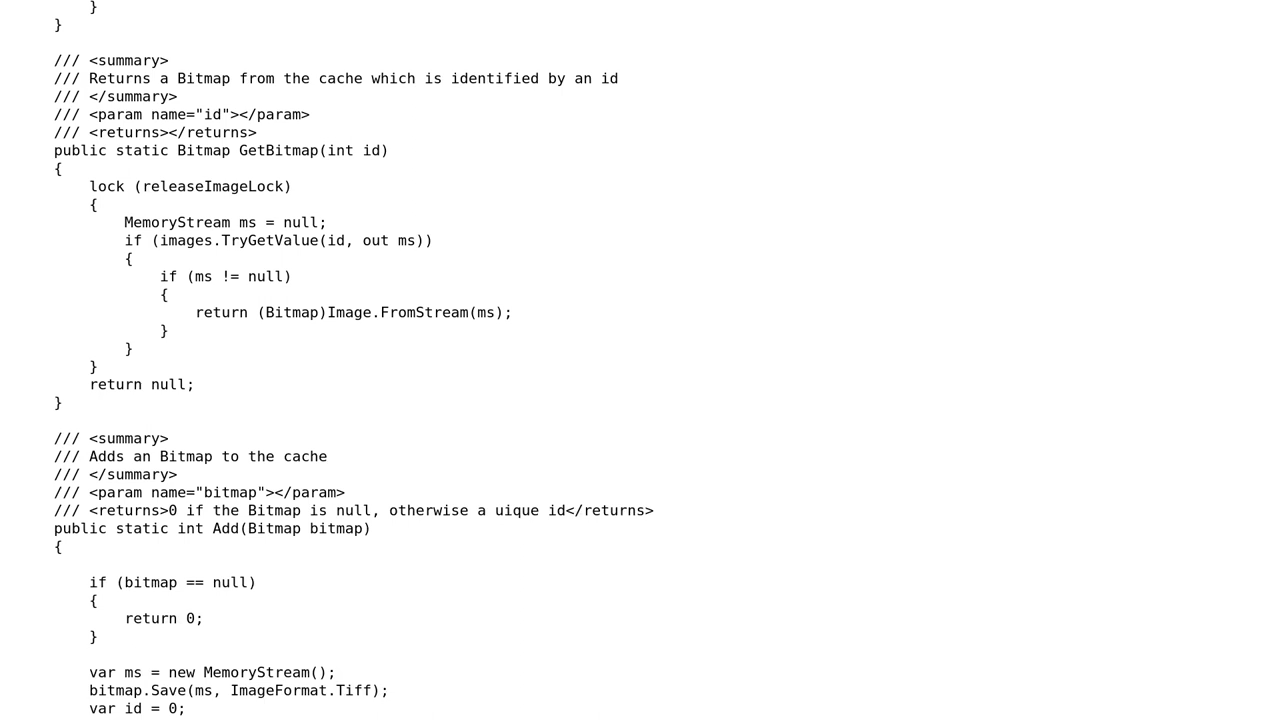 }
}

/// <summary>
/// Returns a Bitmap from the cache which is identified by an id
/// </summary>
/// <param name="id"></param>
/// <returns></returns>
public static Bitmap GetBitmap(int id)
{
    lock (releaseImageLock)
    {
        MemoryStream ms = null;
        if (images.TryGetValue(id, out ms))
        {
            if (ms != null)
            {
                return (Bitmap)Image.FromStream(ms);
            }
        }
    }
    return null;
}

/// <summary>
/// Adds an Bitmap to the cache
/// </summary>
/// <param name="bitmap"></param>
/// <returns>0 if the Bitmap is null, otherwise a uique id</returns>
public static int Add(Bitmap bitmap)
{

    if (bitmap == null)
    {
        return 0;
    }

    var ms = new MemoryStream();
    bitmap.Save(ms, ImageFormat.Tiff);
    var id = 0;